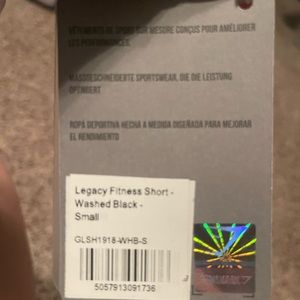 VÊTEMENTS DE SPORT SUR MESURE CONÇUS POUR AMÉLIORER
LES PERFORMANCES.
MASSGESCHNEIDERTE SPORTSWEAR, DIE DIE LEISTUNG
ROPA DEPORTIVA HECHA A MEDIDA DISEÑADA PARA MEJORAR
EL RENDIMIENTO
Legacy Fitness Short -
Washed Black -
Small
GLSH1918-WHB-S
5057913091736